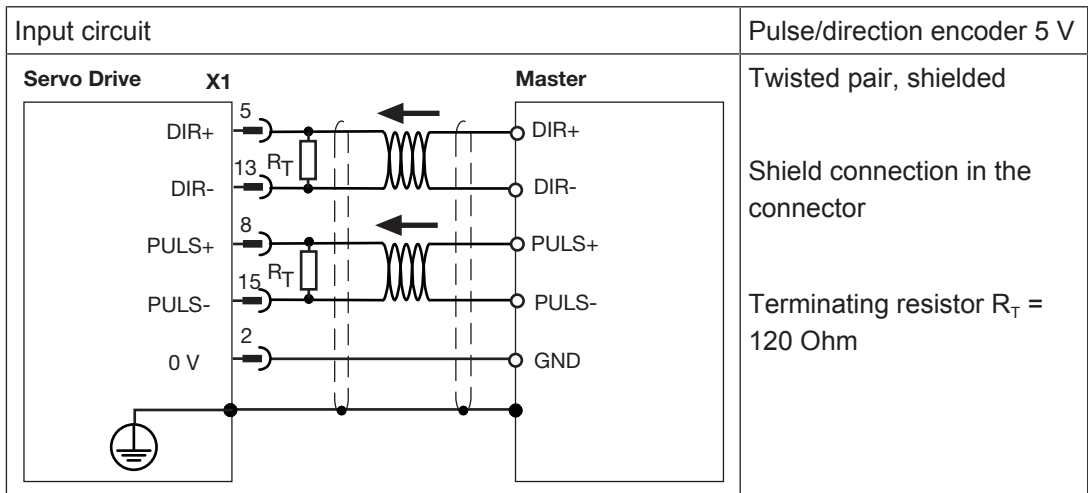 Input circuit
Pulse/direction encoder 5 V
Servo Drive
X1
Master
5
DIR+
DIR+
13
RT
DIR-
DIR-
8
PULS+
PULS+
15
RT
PULS-
PULS-
2
0 V
GND
Twisted pair, shielded
Shield connection in the
connector
Terminating resistor RT =
120 Ohm